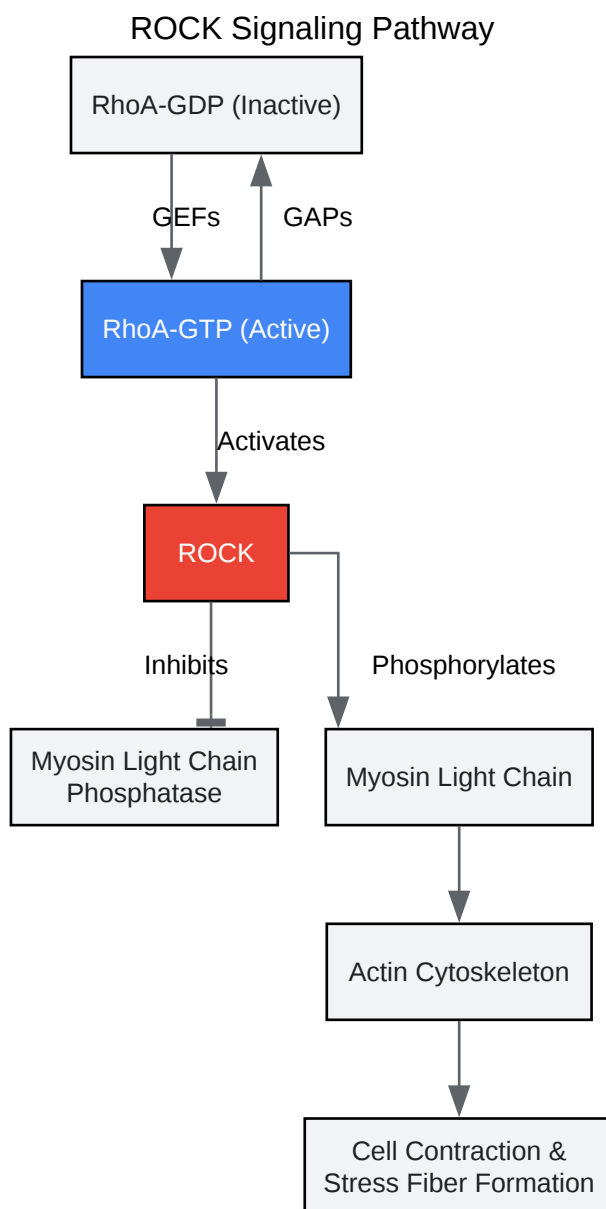 ROCK Signaling Pathway
RhoA-GDP (Inactive)
GEFs
GAPs
RhoA-GTP (Active)
Activates
ROCK
Inhibits
Phosphorylates
Myosin Light Chain
Phosphatase
Myosin Light Chain
Actin Cytoskeleton
Cell Contraction &
Stress Fiber Formation